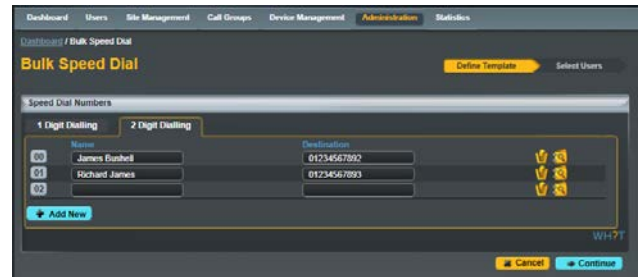 Dashboard Users Site Management Call Groups Device Management Administration Statistics
Dashboard / Bulk Speed Dial
Bulk Speed Dial
Define Template Select Users
Speed Dial Numbers
1 Digit Dialling 2 Digit Dialling
Name Destination
00 James Bushell 01234567892
01 Richard James 01234567893
02
Add New
WH?T
Cancel Continue